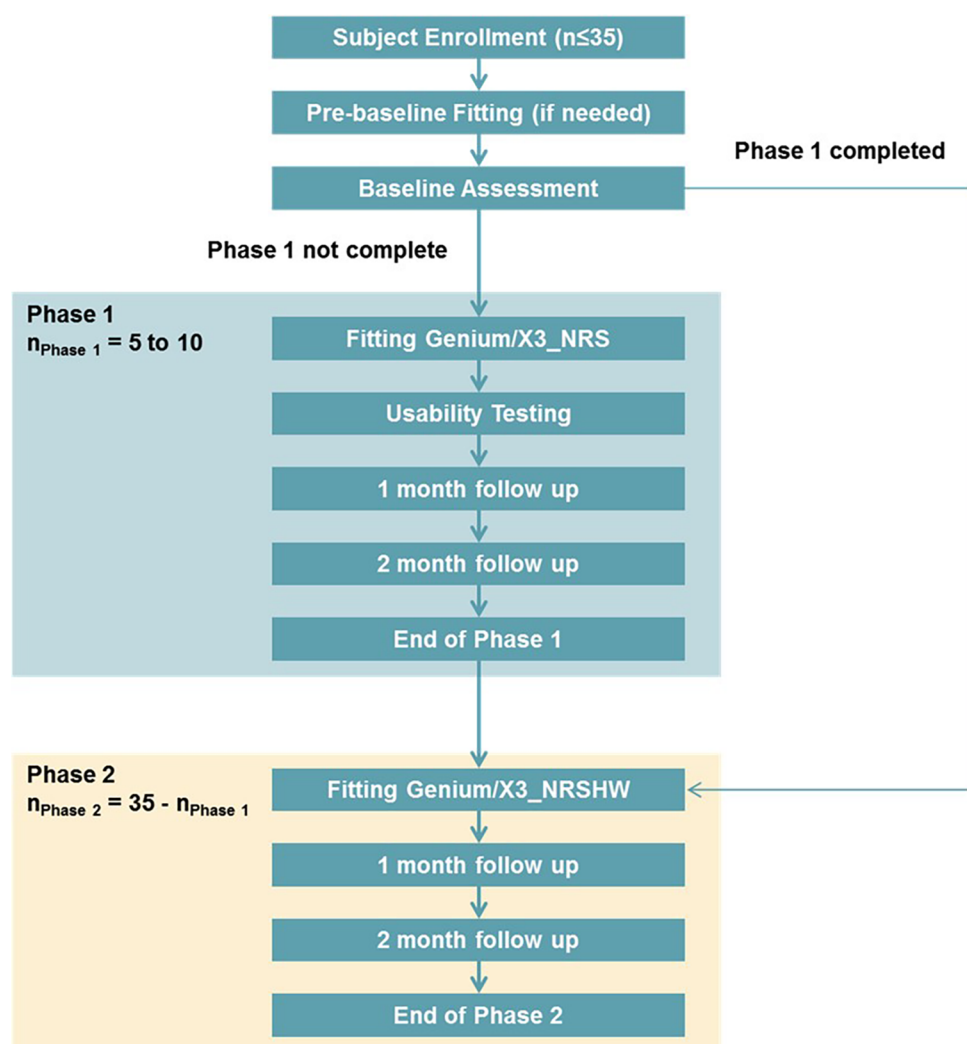 Subject Enrollment (n≤35)
Pre-baseline Fitting (if needed)
Phase 1 completed
Baseline Assessment
Phase 1 not complete
Phase 1
nPhase 1 = 5 to 10
Fitting Genium/X3_NRS
Usability Testing
1 month follow up
2 month follow up
End of Phase 1
Phase 2
nPhase 2 = 35 - nPhase 1
Fitting Genium/X3_NRSHW
1 month follow up
2 month follow up
End of Phase 2